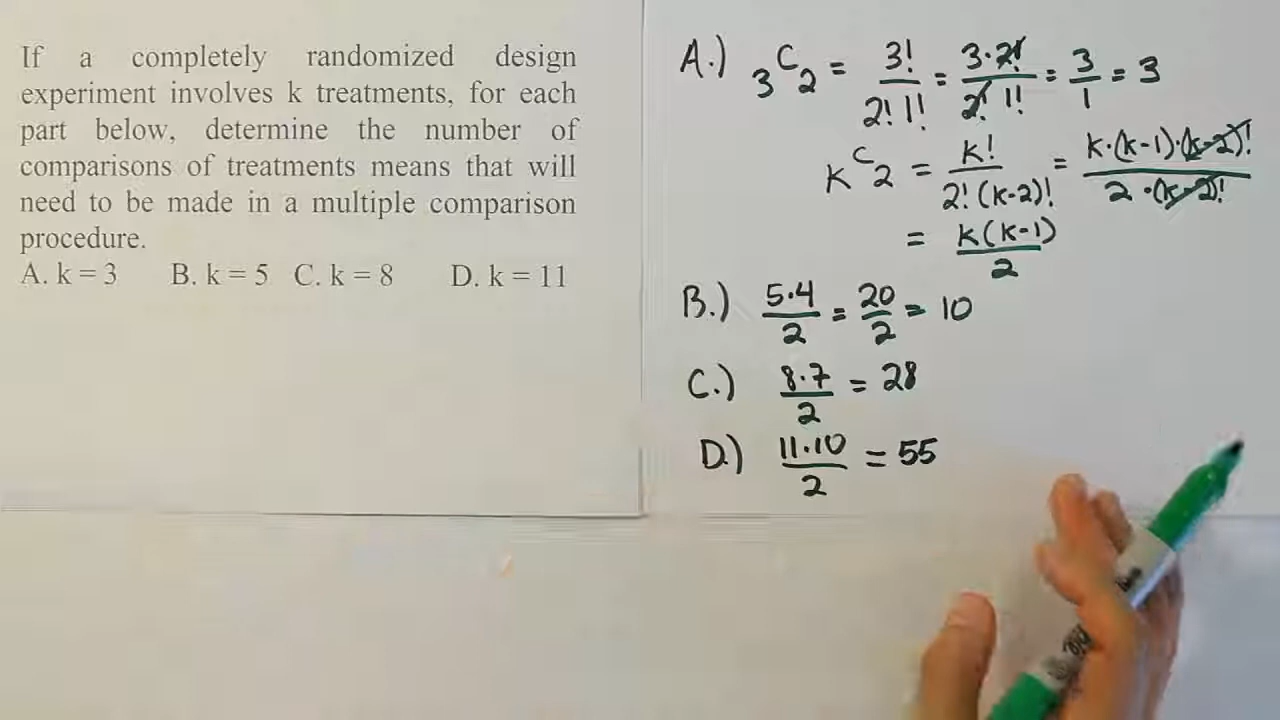 If a completely randomized design
experiment involves k treatments, for each
part below, determine the number of
comparisons of treatments means that will
need to be made in a multiple comparison
procedure.
A. k = 3 B. k = 5 C. k = 8 D. k = 11
A.) ₃C₂ = 3!/(2! 1!) = (3·2!)/(2! 1!) = 3/1 = 3
ₖC₂ = k!/(2!(k-2)!) = (k·(k-1)·(k-2)!)/(2·(k-2)!)
= k(k-1)/2
B.) 5·4/2 = 20/2 = 10
C.) 8·7/2 = 28
D.) 11·10/2 = 55